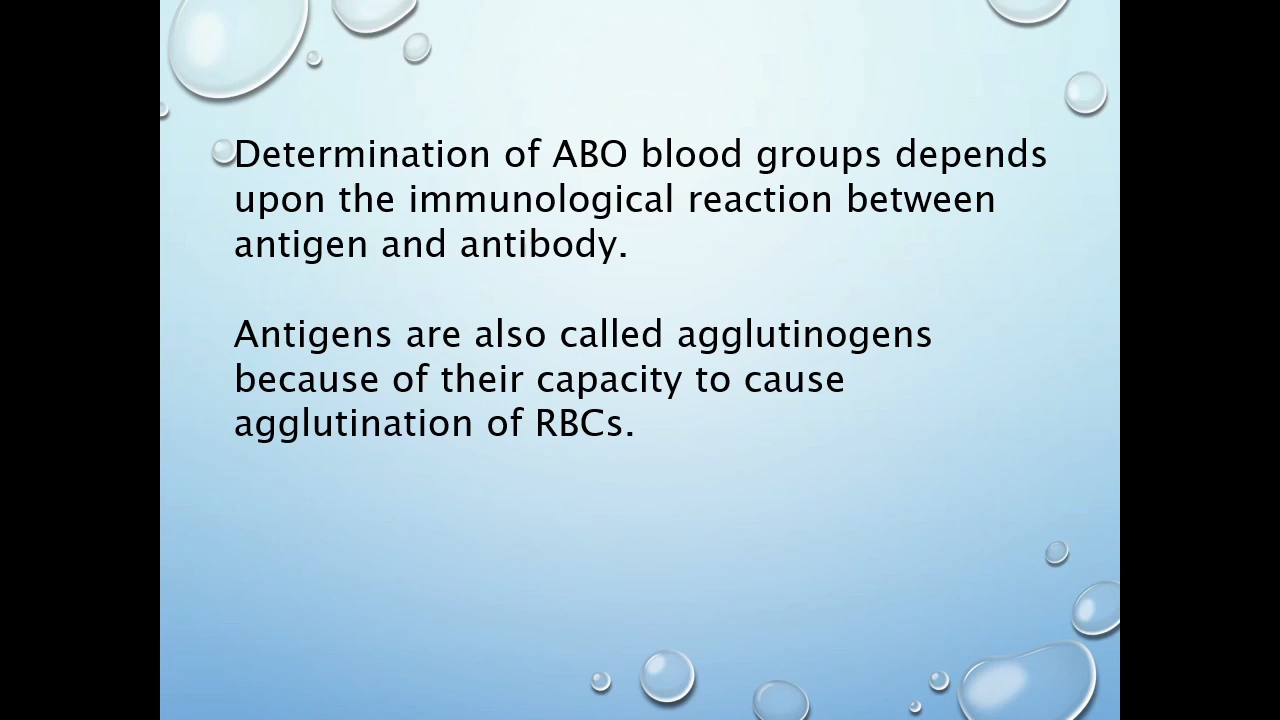 Determination of ABO blood groups depends
upon the immunological reaction between
antigen and antibody.
Antigens are also called agglutinogens
because of their capacity to cause
agglutination of RBCs.